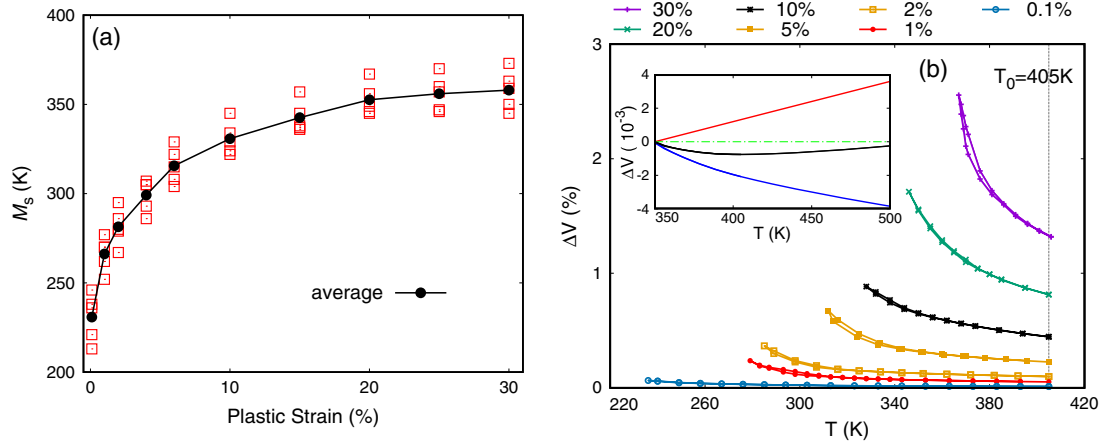 30% 10% 2% 0.1%
20% 5% 1%
(a)
400
350
300
250
200
M_s (K)
0 10 20 30
Plastic Strain (%)
average
(b)
T_0=405K
3
2
1
0
ΔV (%)
220 260 300 340 380 420
T (K)
4
2
0
-2
-4
ΔV (10^-3)
350 400 450 500
T (K)